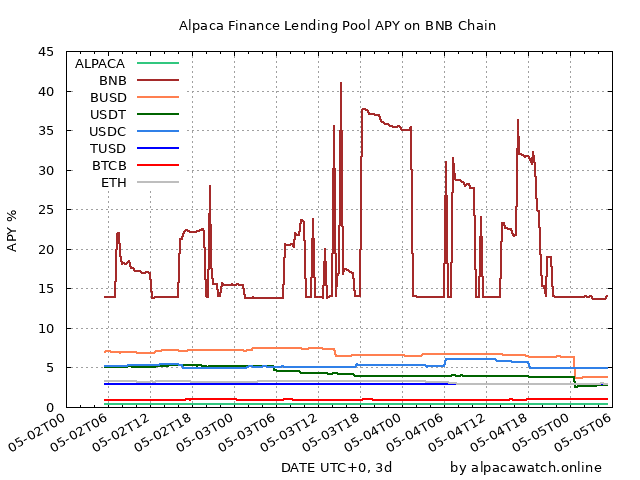 Alpaca Finance Lending Pool APY on BNB Chain
45
40
35
30
25
20
15
10
5
0
APY %
ALPACA
BNB
BUSD
USDT
USDC
TUSD
BTCB
ETH
05-02T00
05-02T06
05-02T12
05-02T18
05-03T00
05-03T06
05-03T12
05-03T18
05-04T00
05-04T06
05-04T12
05-04T18
05-05T00
05-05T06
DATE UTC+0, 3d
by alpacawatch.online